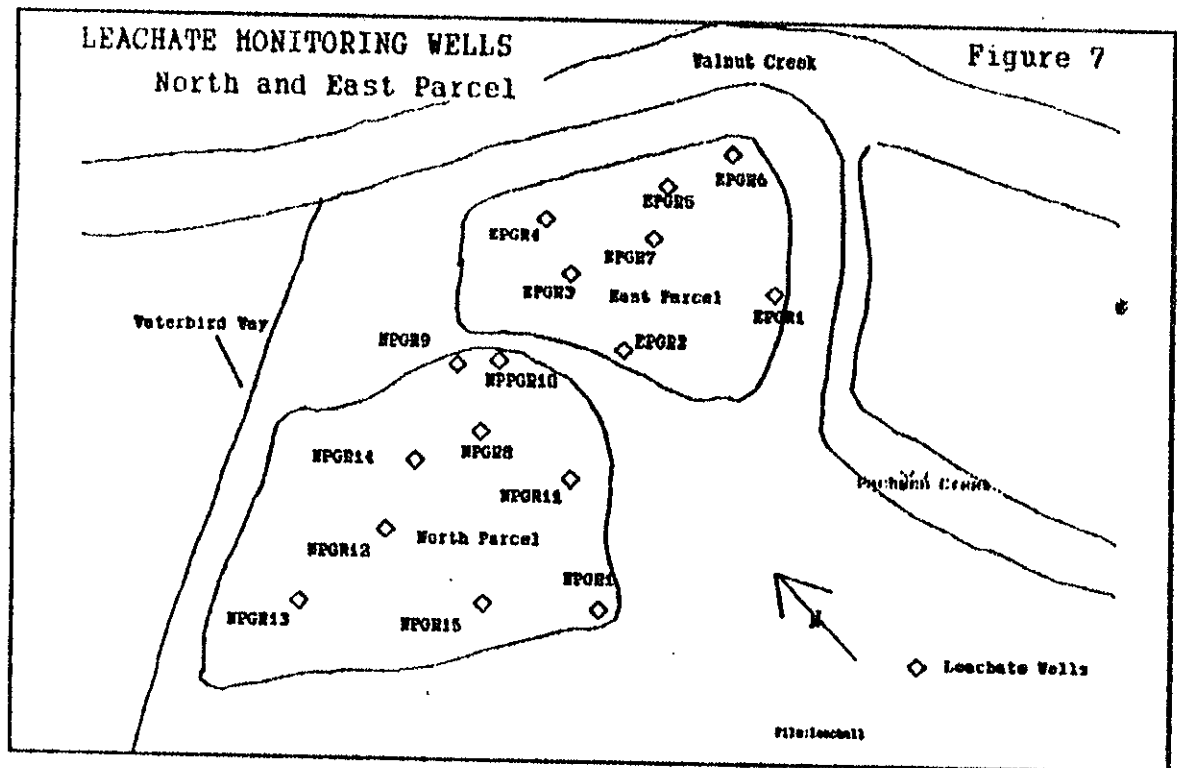 LEACHATE MONITORING WELLS
North and East Parcel
Figure 7
Walnut Creek
EPGR6
EPGR5
EPGR4
EPGR7
EPGR3
East Parcel
EPGR1
Waterbird Way
NPGR9
EPGR2
NPPGR10
NPGR8
NPGR14
NPGR11
North Parcel
NPGR12
NPGR1
NPGR13
NPGR15
N
Leachate Wells